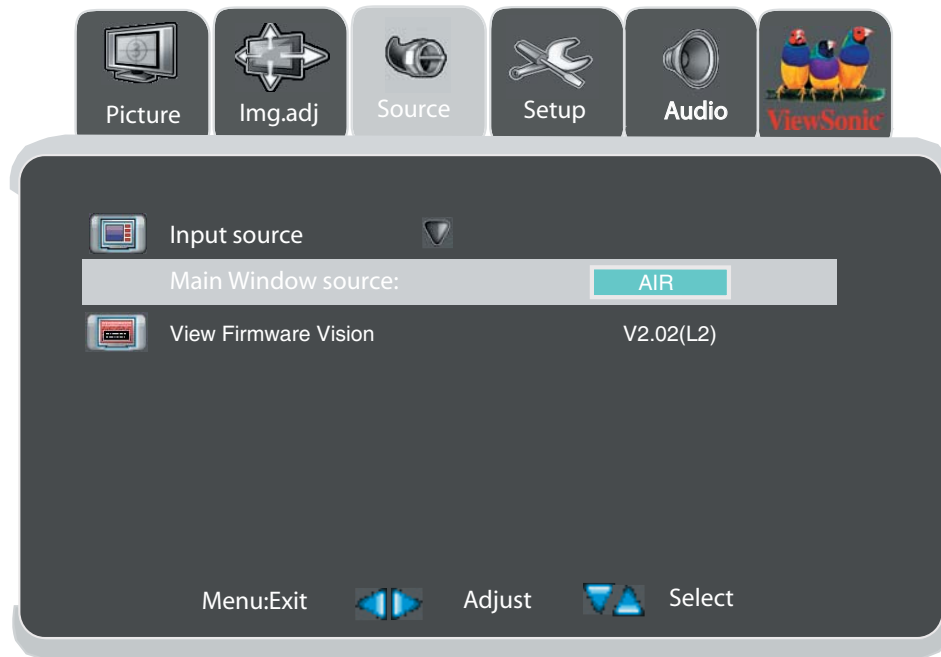 Picture
Img.adj
Source
Setup
Audio
ViewSonic
Input source
Main Window source: AIR
View Firmware Vision V2.02(L2)
Menu:Exit Adjust Select